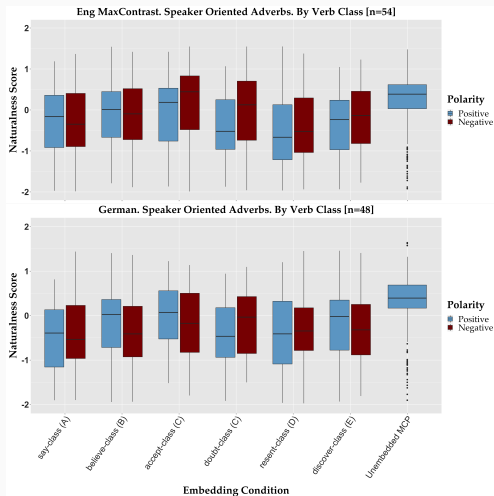 Eng MaxContrast. Speaker Oriented Adverbs. By Verb Class [n=54]
Naturalness Score
2
1
0
-1
-2
Polarity
Positive
Negative
German. Speaker Oriented Adverbs. By Verb Class [n=48]
Naturalness Score
2
1
0
-1
-2
Polarity
Positive
Negative
say-class (A)
believe-class (B)
accept-class (C)
doubt-class (C)
resent-class (D)
discover-class (E)
Unembedded MCP
Embedding Condition